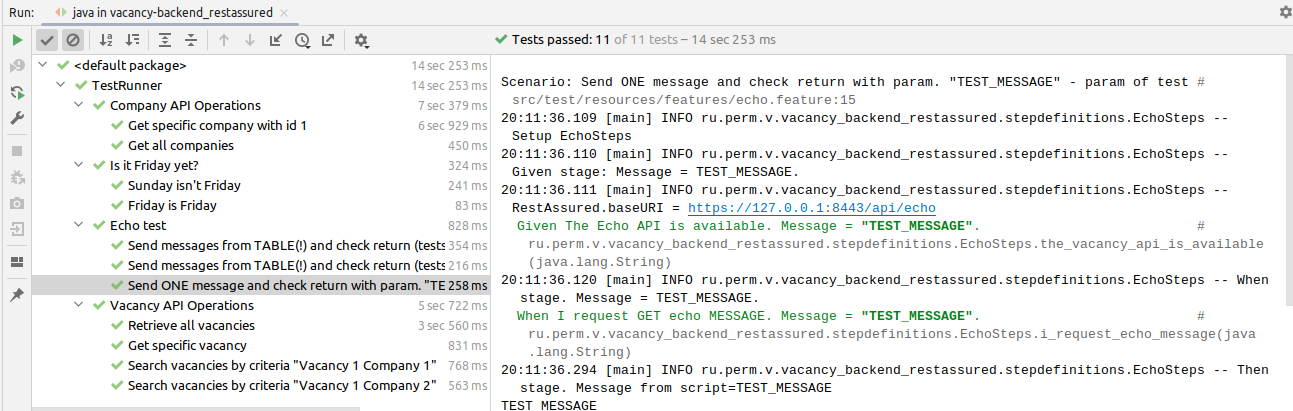 Run: java in vacancy-backend_restassured
Tests passed: 11 of 11 tests – 14 sec 253 ms
<default package> 14 sec 253 ms
TestRunner 14 sec 253 ms
Company API Operations 7 sec 379 ms
Get specific company with id 1 6 sec 929 ms
Get all companies 450 ms
Is it Friday yet? 324 ms
Sunday isn't Friday 241 ms
Friday is Friday 83 ms
Echo test 828 ms
Send messages from TABLE(!) and check return (tests 354 ms
Send messages from TABLE(!) and check return (tests 216 ms
Send ONE message and check return with param. "TE 258 ms
Vacancy API Operations 5 sec 722 ms
Retrieve all vacancies 3 sec 560 ms
Get specific vacancy 831 ms
Search vacancies by criteria "Vacancy 1 Company 1" 768 ms
Search vacancies by criteria "Vacancy 1 Company 2" 563 ms
Scenario: Send ONE message and check return with param. "TEST_MESSAGE" - param of test #
src/test/resources/features/echo.feature:15
20:11:36.109 [main] INFO ru.perm.v.vacancy_backend_restassured.stepdefinitions.EchoSteps --
Setup EchoSteps
20:11:36.110 [main] INFO ru.perm.v.vacancy_backend_restassured.stepdefinitions.EchoSteps --
Given stage: Message = TEST_MESSAGE.
20:11:36.111 [main] INFO ru.perm.v.vacancy_backend_restassured.stepdefinitions.EchoSteps --
RestAssured.baseURI = https://127.0.0.1:8443/api/echo
Given The Echo API is available. Message = "TEST_MESSAGE". #
ru.perm.v.vacancy_backend_restassured.stepdefinitions.EchoSteps.the_vacancy_api_is_available
(java.lang.String)
20:11:36.120 [main] INFO ru.perm.v.vacancy_backend_restassured.stepdefinitions.EchoSteps -- When
stage. Message = TEST_MESSAGE.
When I request GET echo MESSAGE. Message = "TEST_MESSAGE". #
ru.perm.v.vacancy_backend_restassured.stepdefinitions.EchoSteps.i_request_echo_message(java
.lang.String)
20:11:36.294 [main] INFO ru.perm.v.vacancy_backend_restassured.stepdefinitions.EchoSteps -- Then
stage. Message from script=TEST_MESSAGE
TEST_MESSAGE